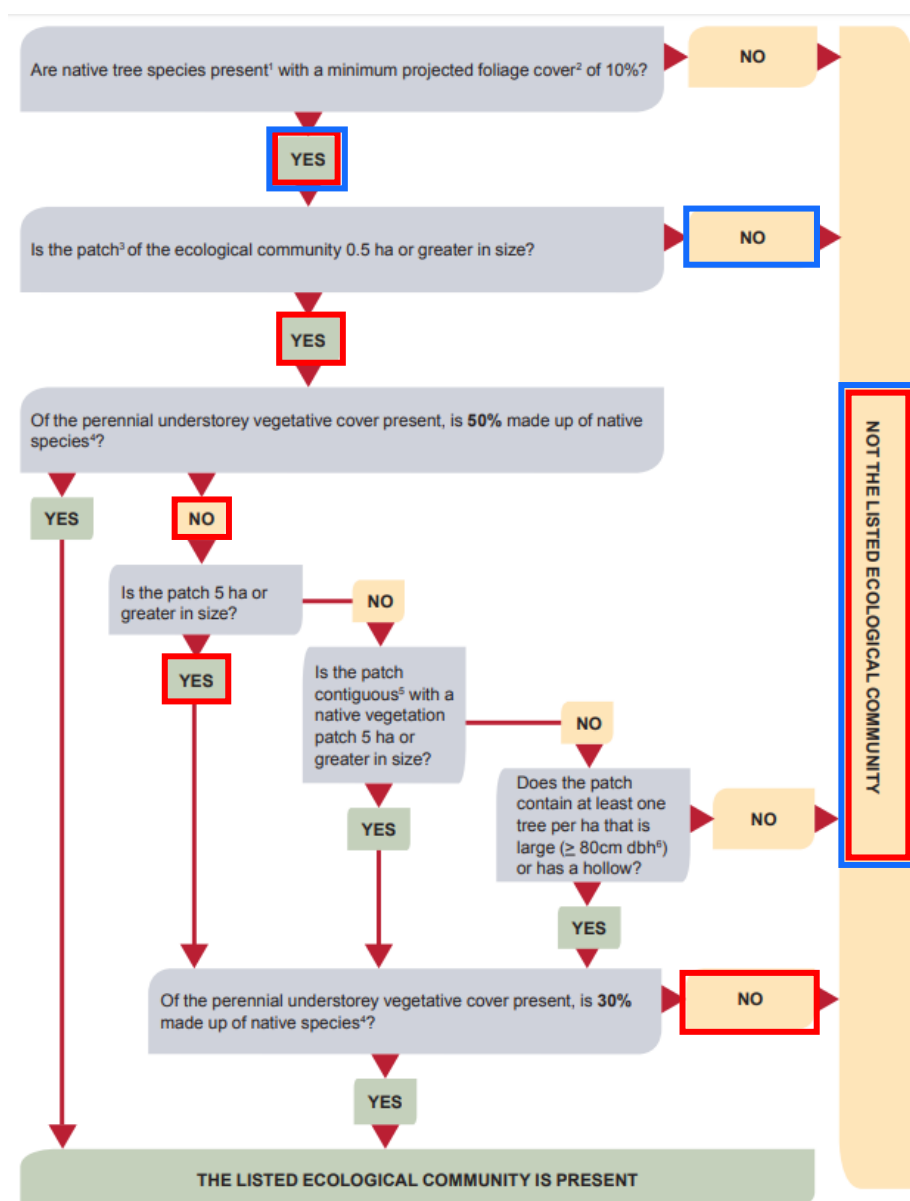 Are native tree species present¹ with a minimum projected foliage cover² of 10%?
NO
YES
Is the patch³ of the ecological community 0.5 ha or greater in size?
NO
YES
Of the perennial understorey vegetative cover present, is 50% made up of native
species⁴?
YES
NO
Is the patch 5 ha or
greater in size?
NO
YES
Is the patch
contiguous⁵ with a
native vegetation
patch 5 ha or
greater in size?
NO
YES
Does the patch
contain at least one
tree per ha that is
large (≥ 80cm dbh⁶)
or has a hollow?
NO
YES
Of the perennial understorey vegetative cover present, is 30%
made up of native species⁴?
NO
YES
NOT THE LISTED ECOLOGICAL COMMUNITY
THE LISTED ECOLOGICAL COMMUNITY IS PRESENT